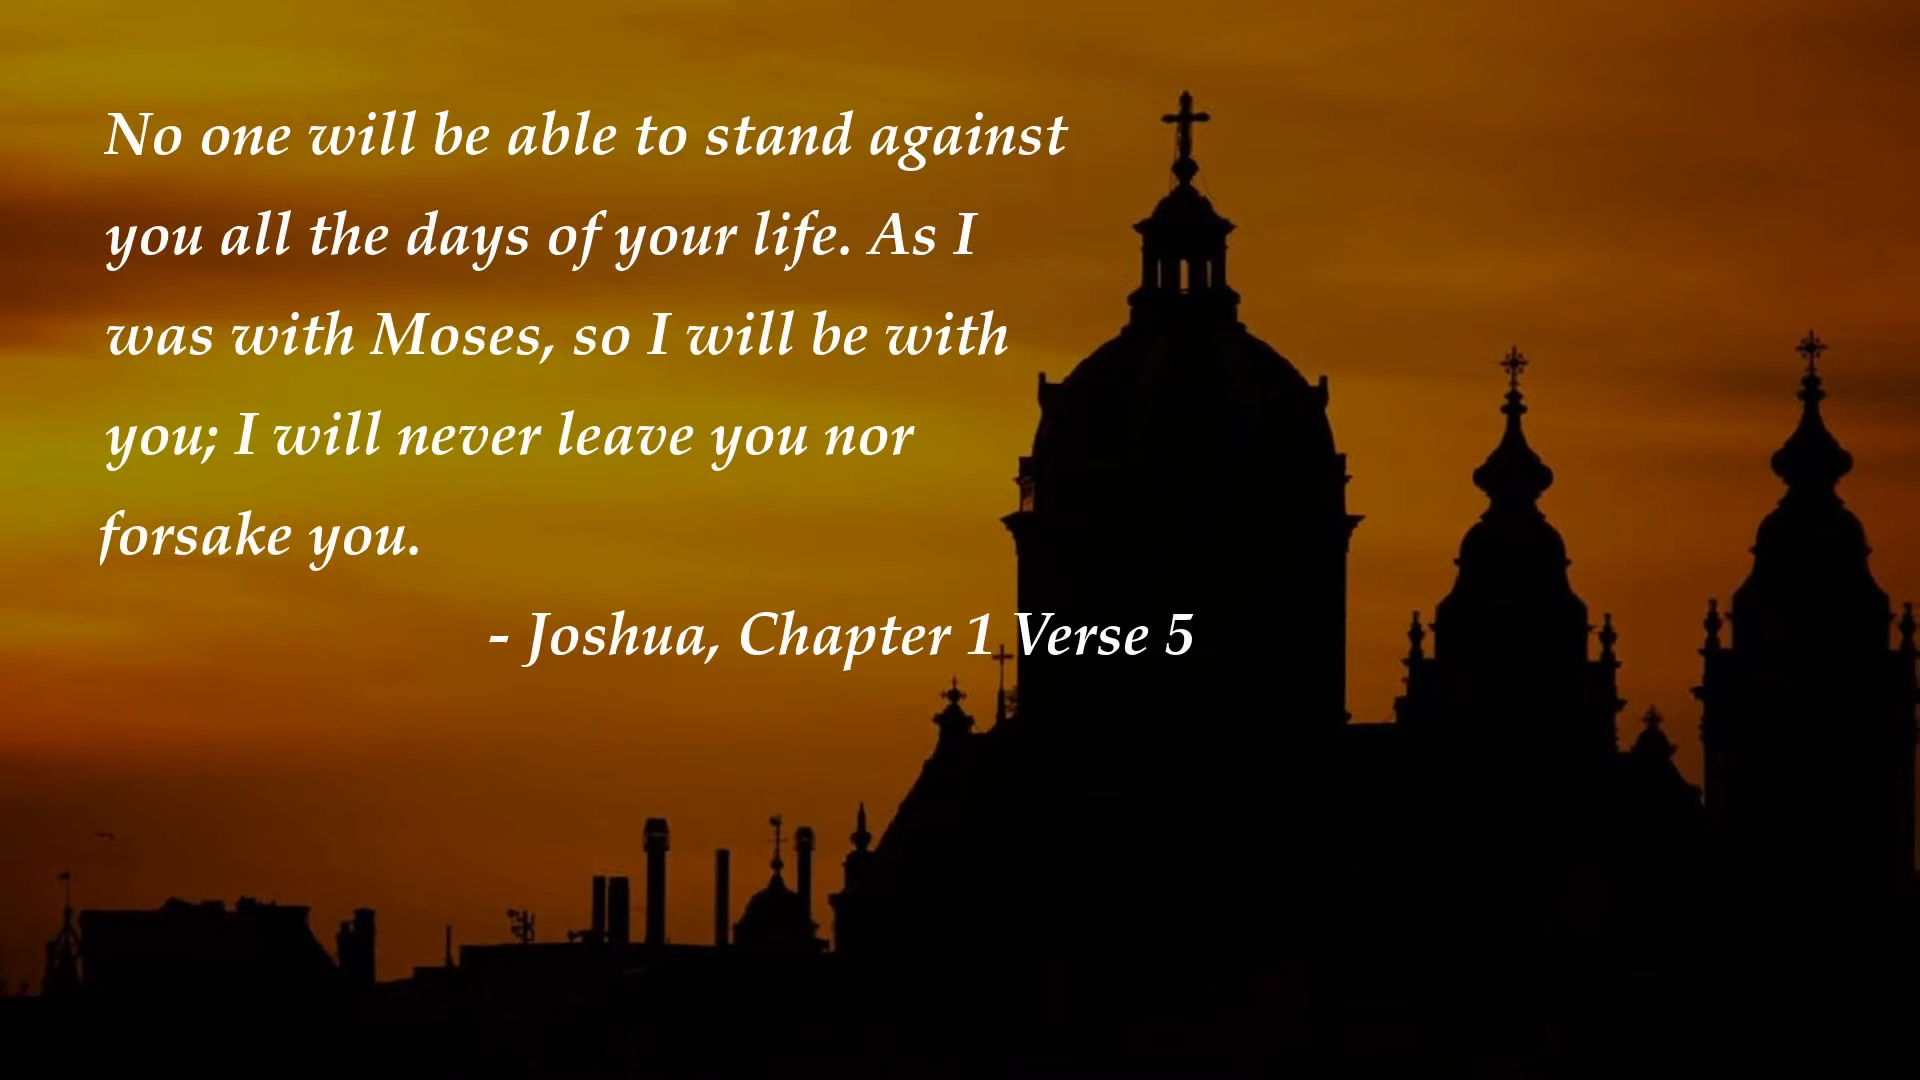 No one will be able to stand against
you all the days of your life. As I
was with Moses, so I will be with
you; I will never leave you nor
forsake you.
- Joshua, Chapter 1 Verse 5